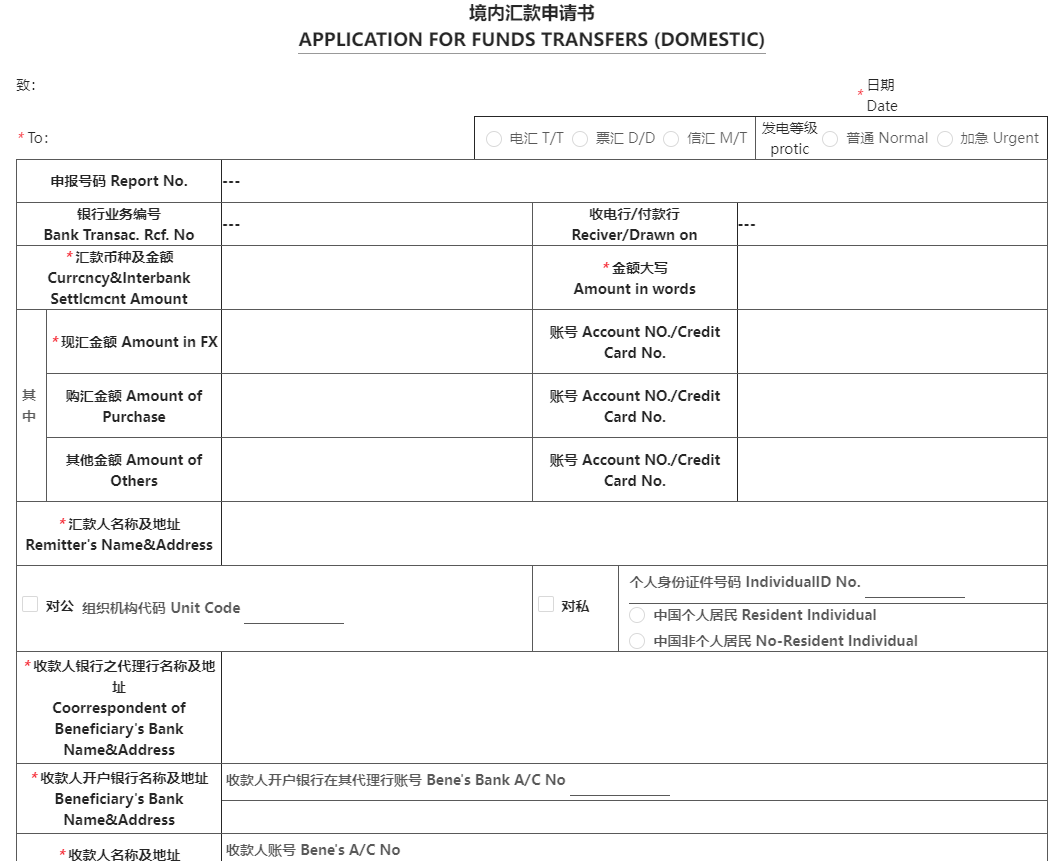 境内汇款申请书
APPLICATION FOR FUNDS TRANSFERS (DOMESTIC)
致:
* 日期
Date
* To:
电汇 T/T 票汇 D/D 信汇 M/T
发电等级
protic
普通 Normal 加急 Urgent
申报号码 Report No.
---
银行业务编号
Bank Transac. Rcf. No
---
收电行/付款行
Reciver/Drawn on
---
* 汇款币种及金额
Currcncy&Interbank
Settlcmcnt Amount
* 金额大写
Amount in words
其
中
* 现汇金额 Amount in FX
账号 Account NO./Credit
Card No.
购汇金额 Amount of
Purchase
账号 Account NO./Credit
Card No.
其他金额 Amount of
Others
账号 Account NO./Credit
Card No.
* 汇款人名称及地址
Remitter's Name&Address
对公 组织机构代码 Unit Code
对私
个人身份证件号码 IndividualID No.
中国个人居民 Resident Individual
中国非个人居民 No-Resident Individual
* 收款人银行之代理行名称及地
址
Coorrespondent of
Beneficiary's Bank
Name&Address
* 收款人开户银行名称及地址
Beneficiary's Bank
Name&Address
收款人开户银行在其代理行账号 Bene's Bank A/C No
* 收款人名称及地址
收款人账号 Bene's A/C No